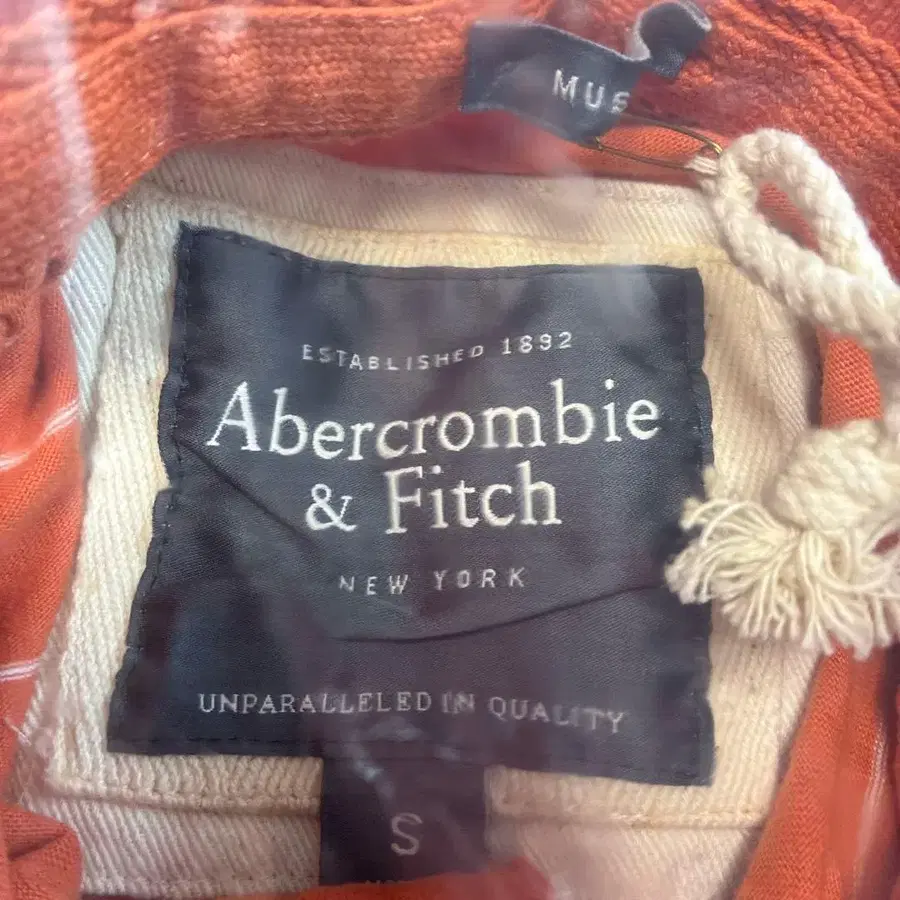 MUS
ESTABLISHED 1892
Abercrombie
& Fitch
NEW YORK
UNPARALLELED IN QUALITY
S